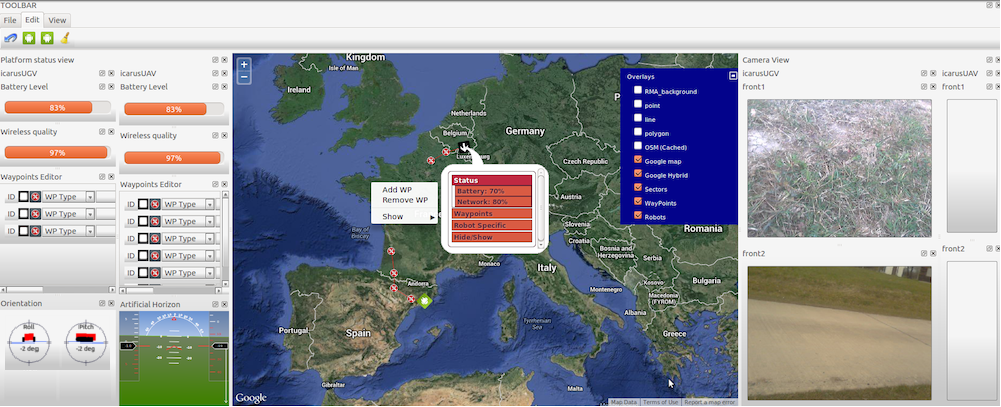 TOOLBAR
File Edit View
Platform status view
icarusUGV
Battery Level
83%
Wireless quality
97%
Waypoints Editor
ID WP Type
ID WP Type
ID WP Type
Orientation
Roll
-2 deg
Pitch
-2 deg
icarusUAV
Battery Level
83%
Wireless quality
97%
Waypoints Editor
ID WP Type
ID WP Type
ID WP Type
ID WP Type
ID WP Type
Artificial Horizon
Kingdom
Isle of Man
Ireland
Netherlands
Belgium
Germany
Czech Republic
Austria
Slovenia
Croatia
Bosnia and
Herzegovina
Serbia
Romania
Montenegro
Kosovo
Bulgaria
Macedonia
(FYROM)
Albania
Greece
Italy
Monaco
Tyrrhenian
Sea
Bay of
Biscay
Andorra
Portugal
Spain
Gibraltar
Algiers
Tunis
Malta
Add WP
Remove WP
Show
Status
Battery: 70%
Network: 80%
Waypoints
Robot Specific
Hide/Show
Overlays
RMA_background
point
line
polygon
DSM (Cached)
Google map
Google Hybrid
Sectors
WayPoints
Robots
Google
Map Data Terms of Use Report a map error
Camera View
icarusUGV
front1
front2
icarusUAV
front1
front2